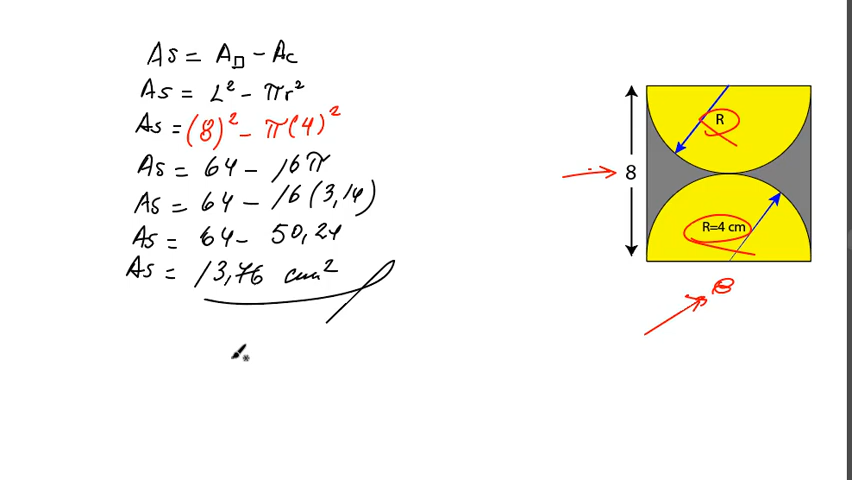 As = A□ - Ac
As = L² - πr²
As = (8)² - π(4)²
As = 64 - 16π
As = 64 - 16(3,14)
As = 64 - 50,24
As = 13,76 cm²
R
8
R=4 cm
8